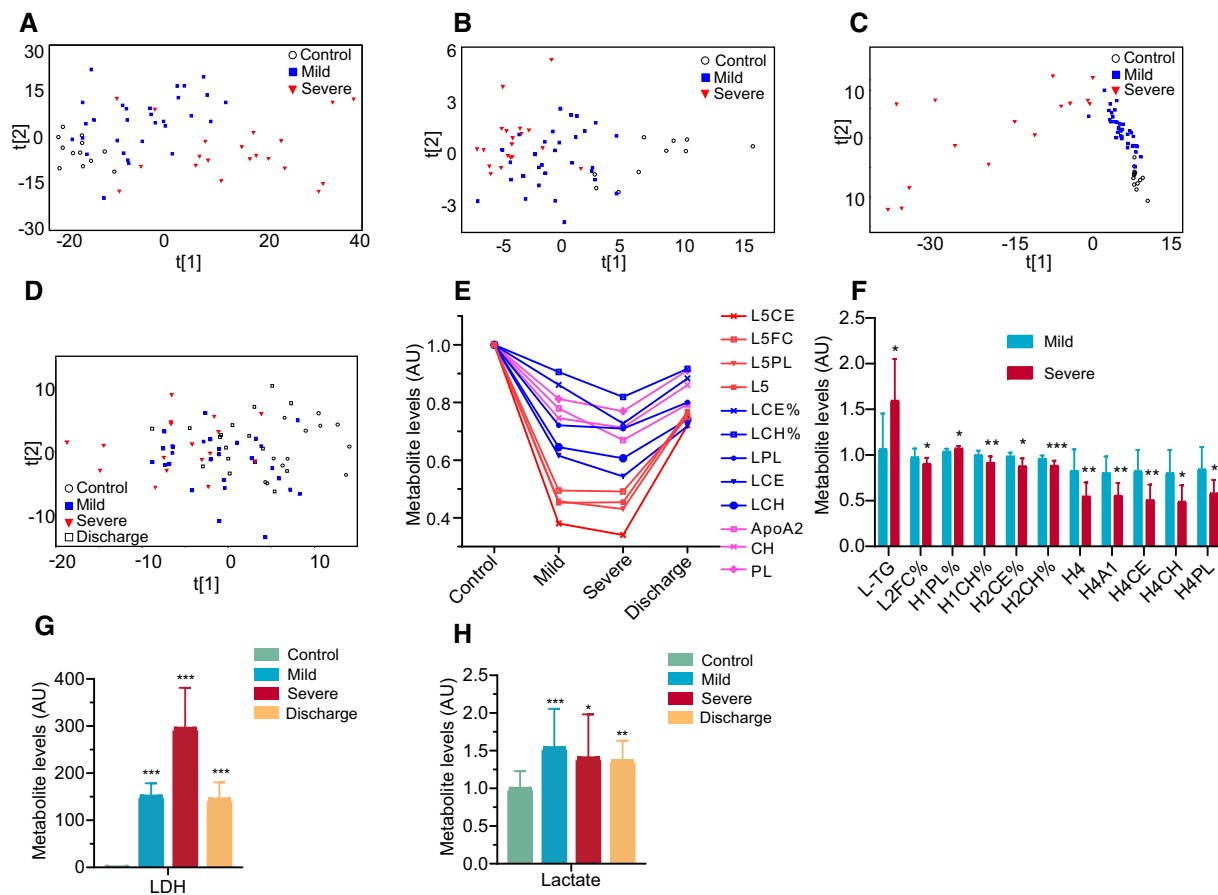 A
30
15
0
-15
-30
t[2]
-20
0
20
40
t[1]
Control
Mild
Severe
B
6
3
0
-3
t[2]
-5
0
5
10
15
t[1]
Control
Mild
Severe
C
10
0
10
t[2]
-30
-15
0
15
t[1]
Control
Mild
Severe
D
10
0
-10
t[2]
-20
-10
0
10
t[1]
Control
Mild
Severe
Discharge
E
Metabolite levels (AU)
1.0
0.8
0.6
0.4
Control
Mild
Severe
Discharge
L5CE
L5FC
L5PL
L5
LCE%
LCH%
LPL
LCE
LCH
ApoA2
CH
PL
F
Metabolite levels (AU)
2.5
2.0
1.5
1.0
0.5
0.0
Mild
Severe
*
*
*
**
*
***
**
**
**
*
*
L-TG
L2FC%
H1PL%
H1CH%
H2CE%
H2CH%
H4
H4A1
H4CE
H4CH
H4PL
G
Metabolite levels (AU)
400
300
200
100
0
***
***
***
LDH
Control
Mild
Severe
Discharge
H
Metabolite levels (AU)
2.5
2.0
1.5
1.0
0.5
0.0
***
*
**
Lactate
Control
Mild
Severe
Discharge